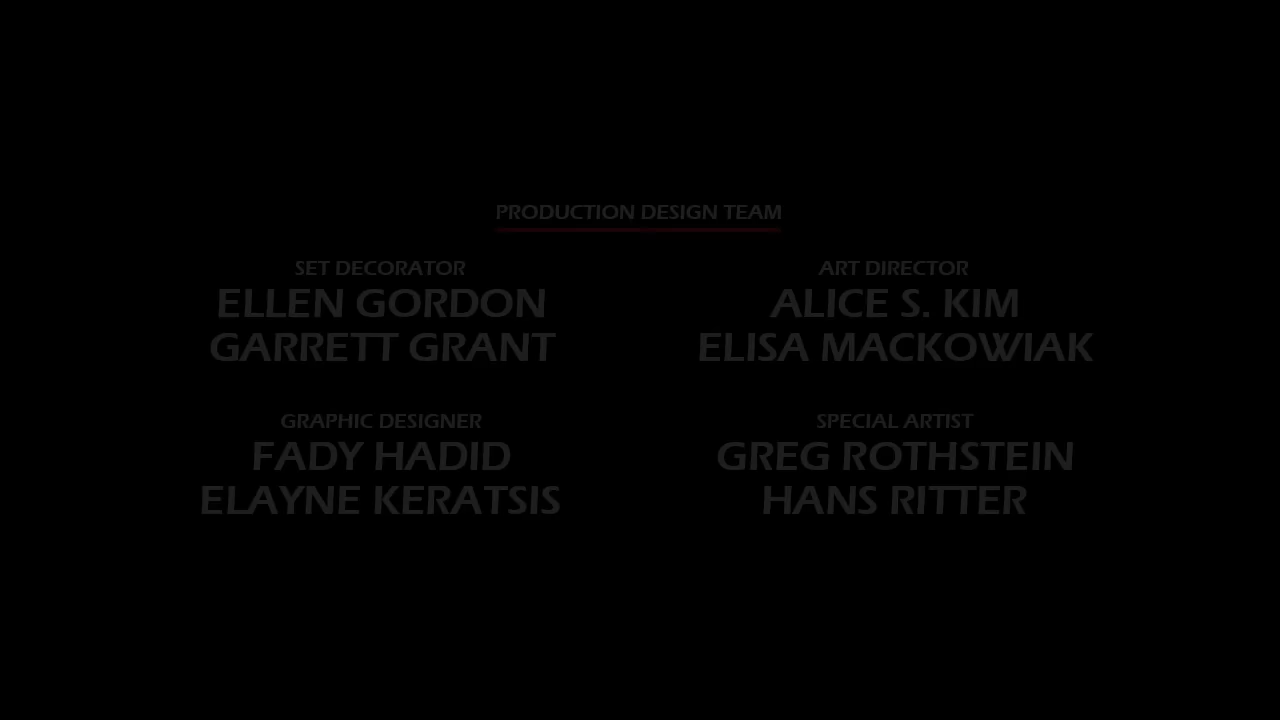 PRODUCTION DESIGN TEAM
SET DECORATOR
ELLEN GORDON
GARRETT GRANT
ART DIRECTOR
ALICE S. KIM
ELISA MACKOWIAK
GRAPHIC DESIGNER
FADY HADID
ELAYNE KERATSIS
SPECIAL ARTIST
GREG ROTHSTEIN
HANS RITTER